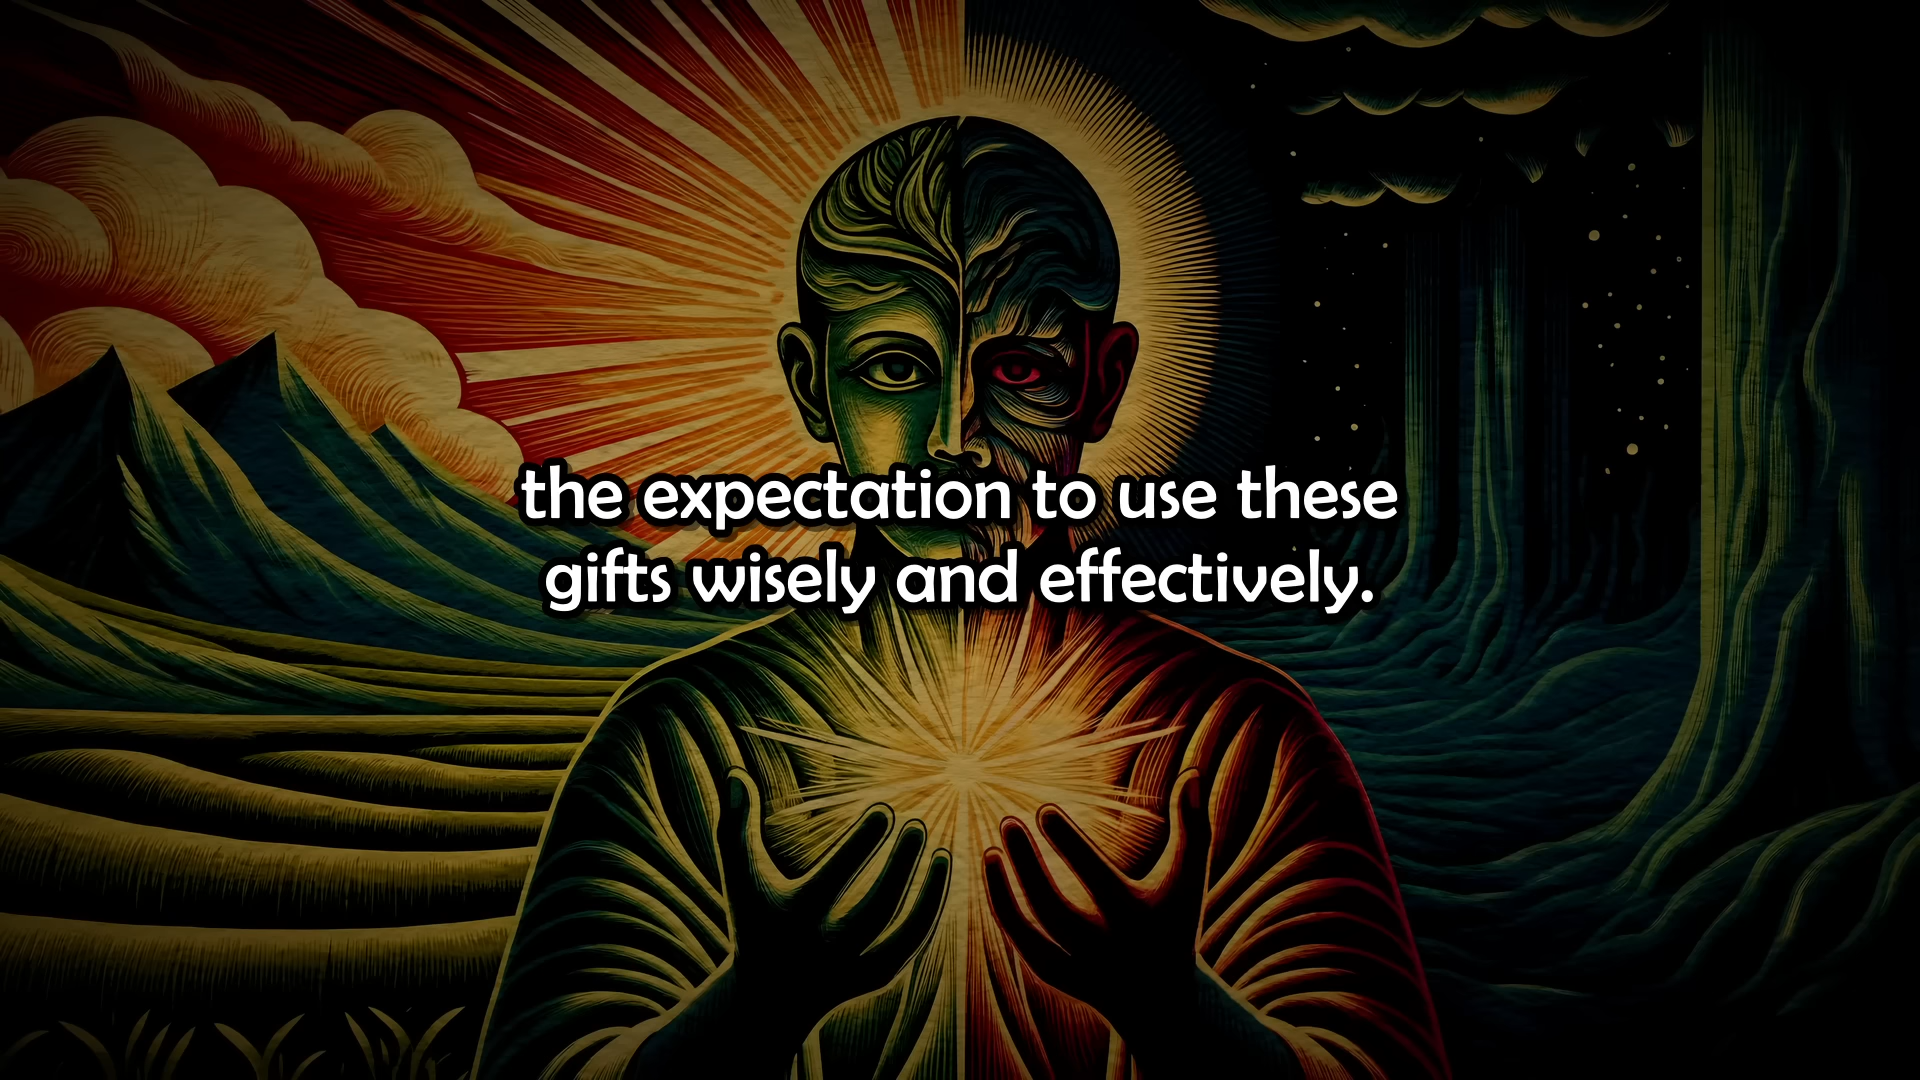 the expectation to use these
gifts wisely and effectively.